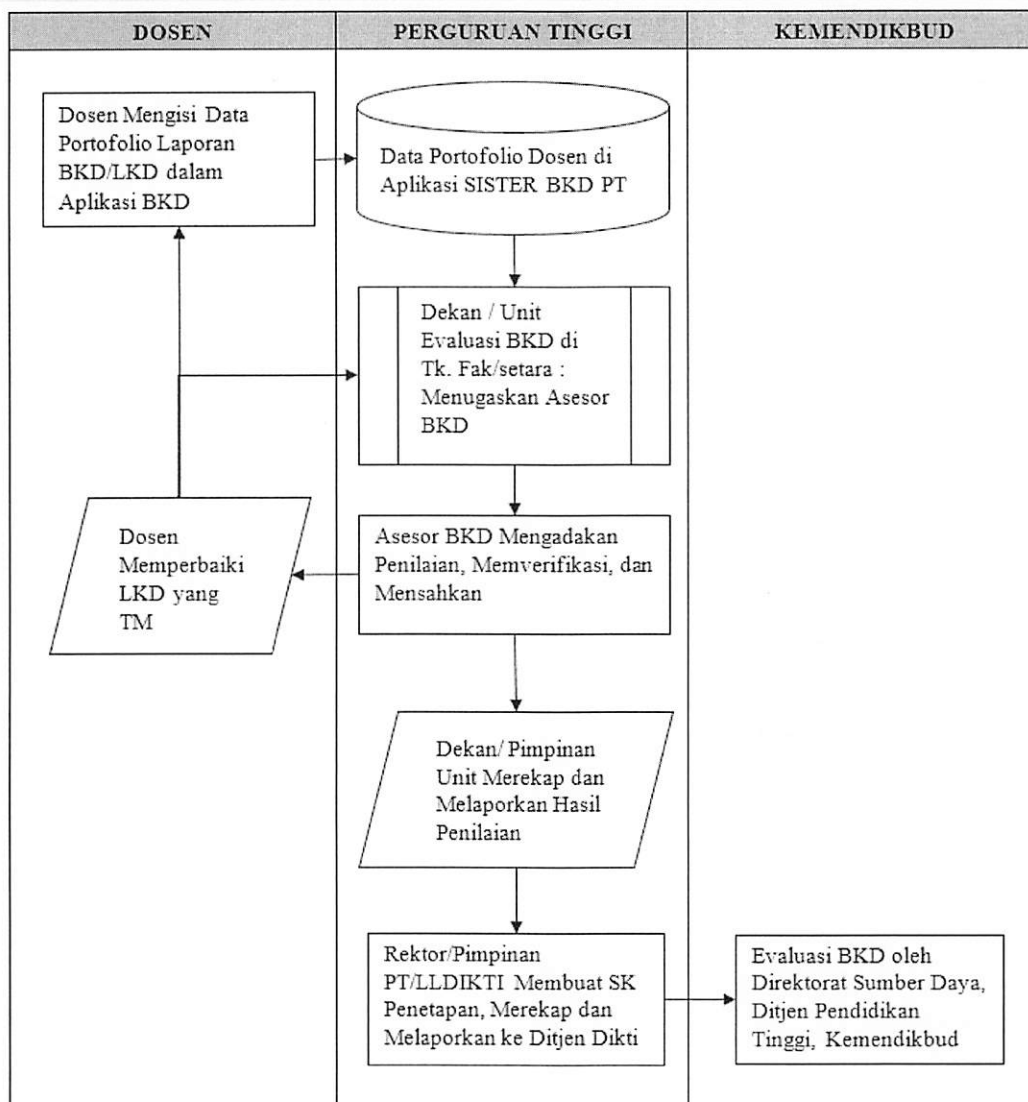 DOSEN
PERGURUAN TINGGI
KEMENDIKBUD
Dosen Mengisi Data
Portofolio Laporan
BKD/LKD dalam
Aplikasi BKD
Data Portofolio Dosen di
Aplikasi SISTER BKD PT
Dekan / Unit
Evaluasi BKD di
Tk. Fak/setara :
Menugaskan Asesor
BKD
Dosen
Memperbaiki
LKD yang
TM
Asesor BKD Mengadakan
Penilaian, Memverifikasi, dan
Mensahkan
Dekan/ Pimpinan
Unit Merekap dan
Melaporkan Hasil
Penilaian
Rektor/Pimpinan
PT/LLDIKTI Membuat SK
Penetapan, Merekap dan
Melaporkan ke Ditjen Dikti
Evaluasi BKD oleh
Direktorat Sumber Daya,
Ditjen Pendidikan
Tinggi, Kemendikbud